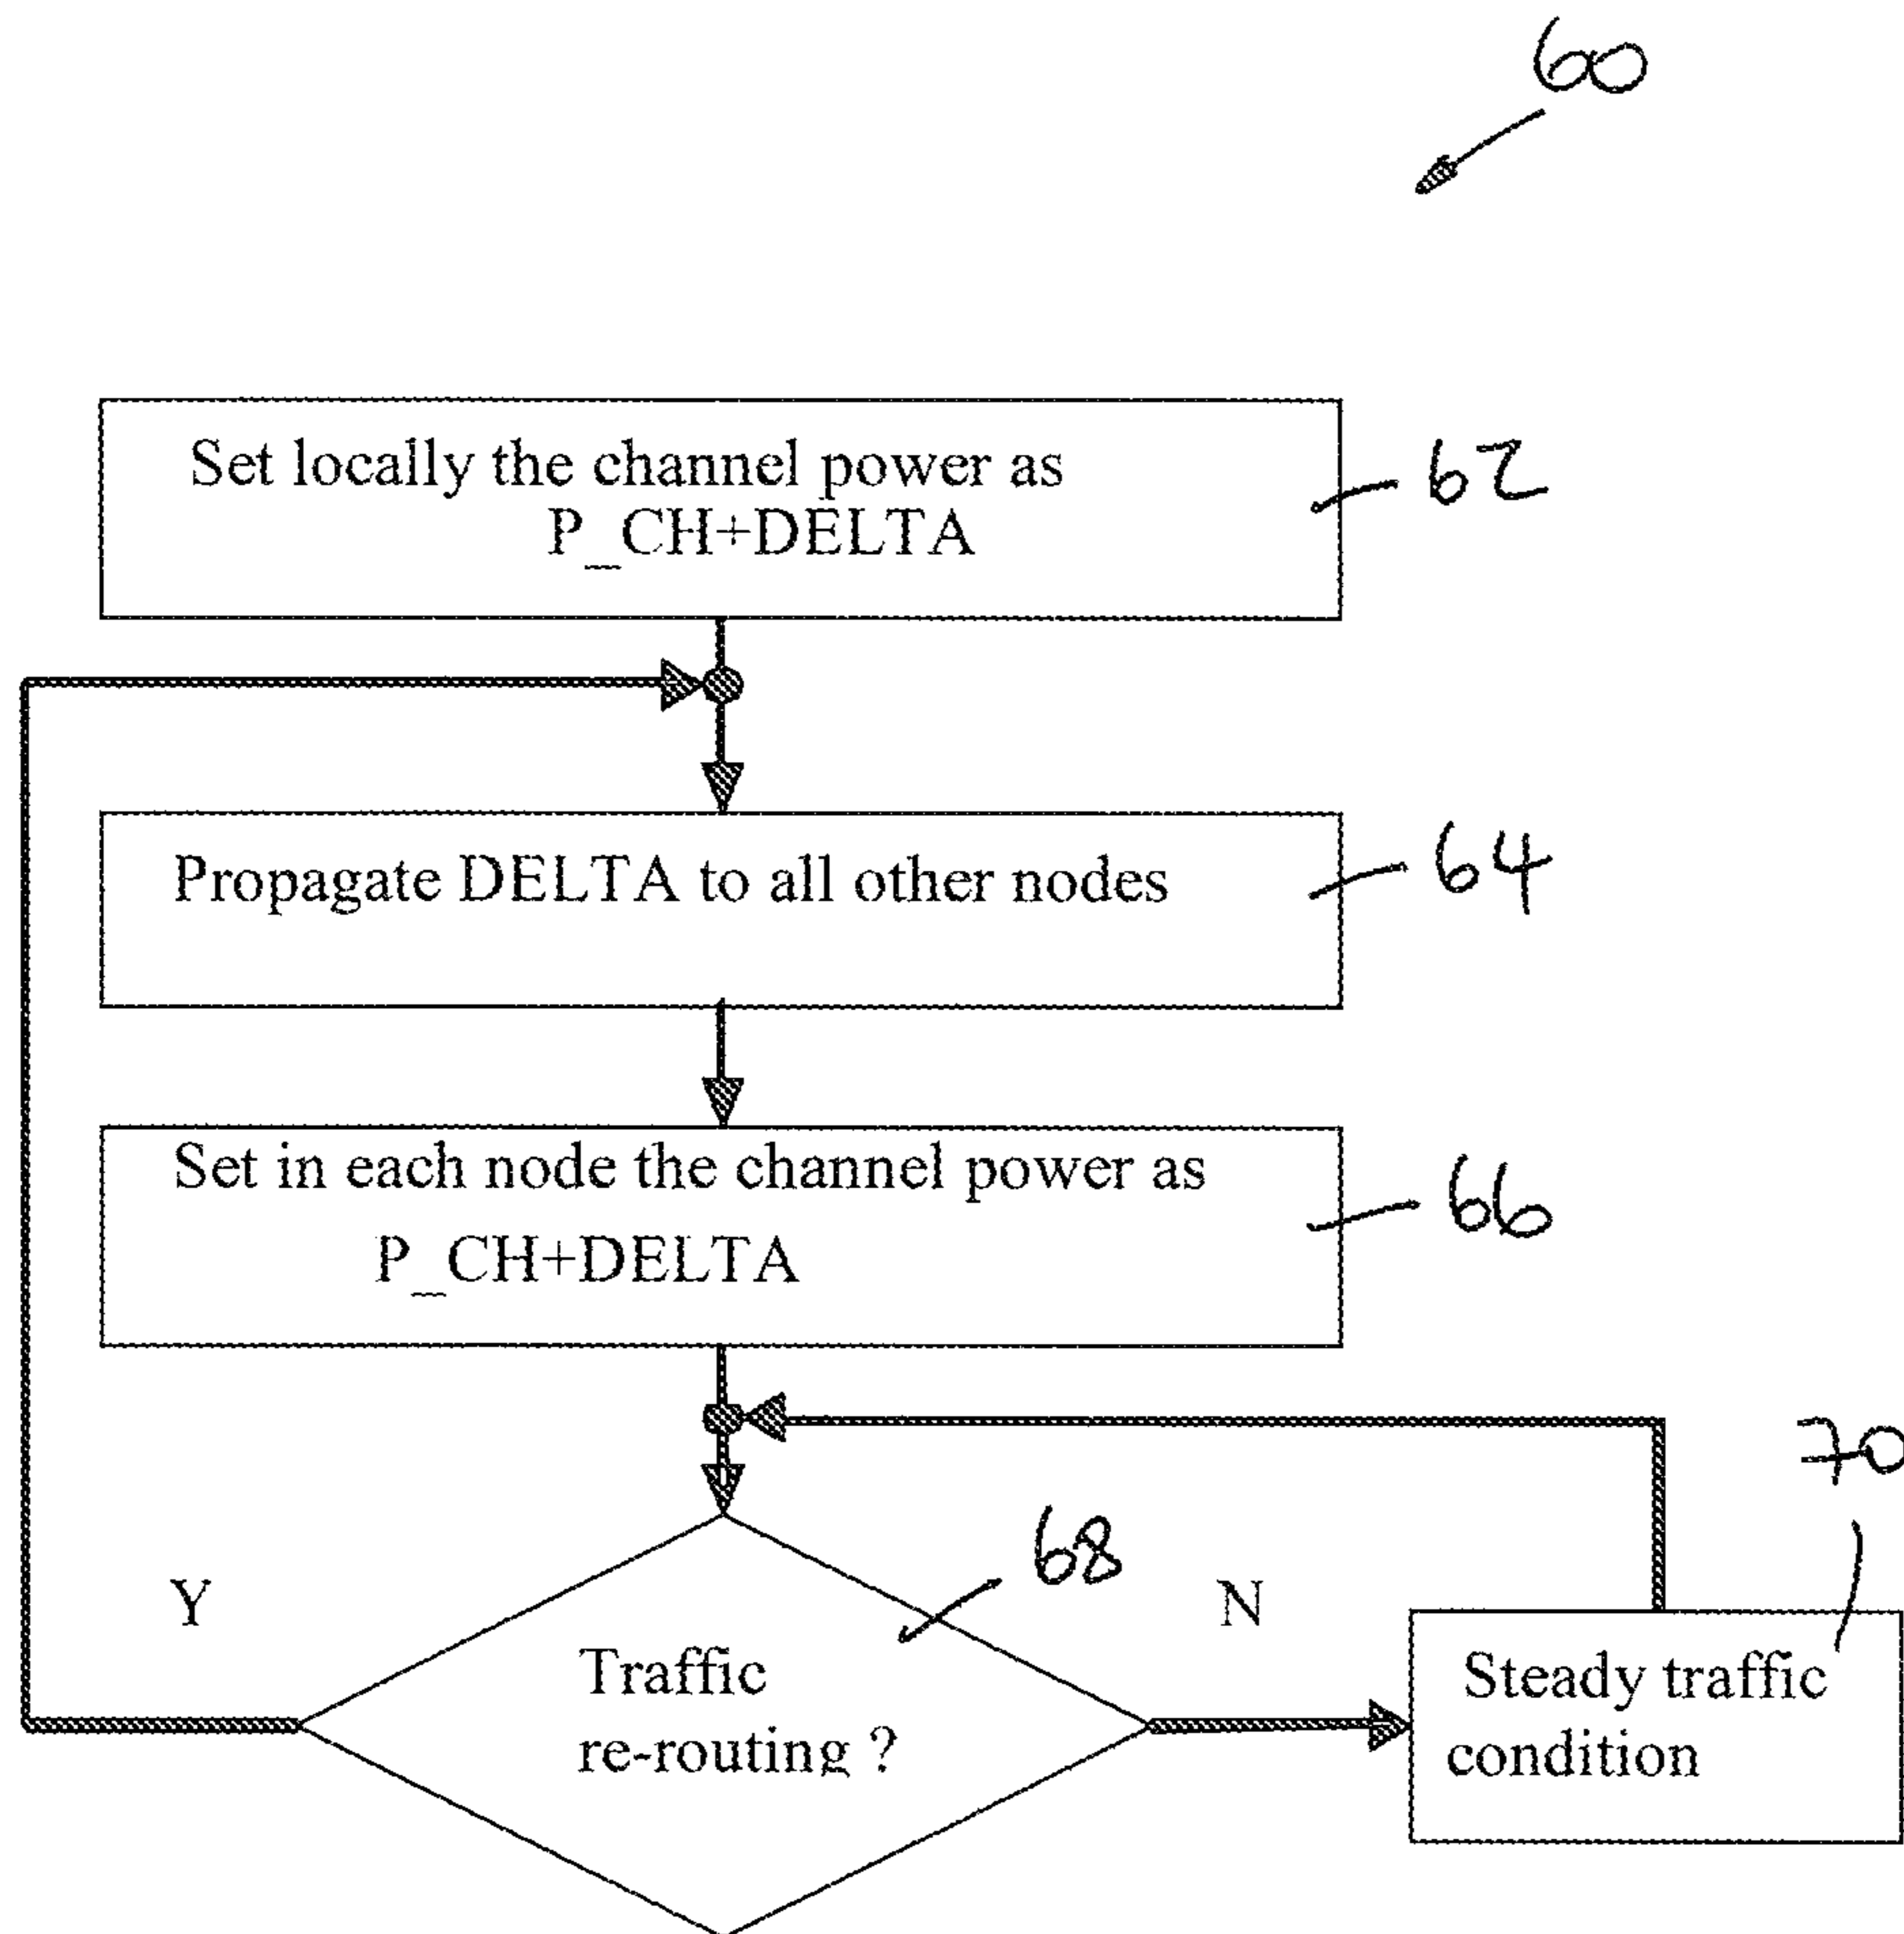 60
Set locally the channel power as
P_CH+DELTA
62
Propagate DELTA to all other nodes
64
Set in each node the channel power as
P_CH+DELTA
66
70
68
Y
N
Traffic
re-routing ?
Steady traffic
condition